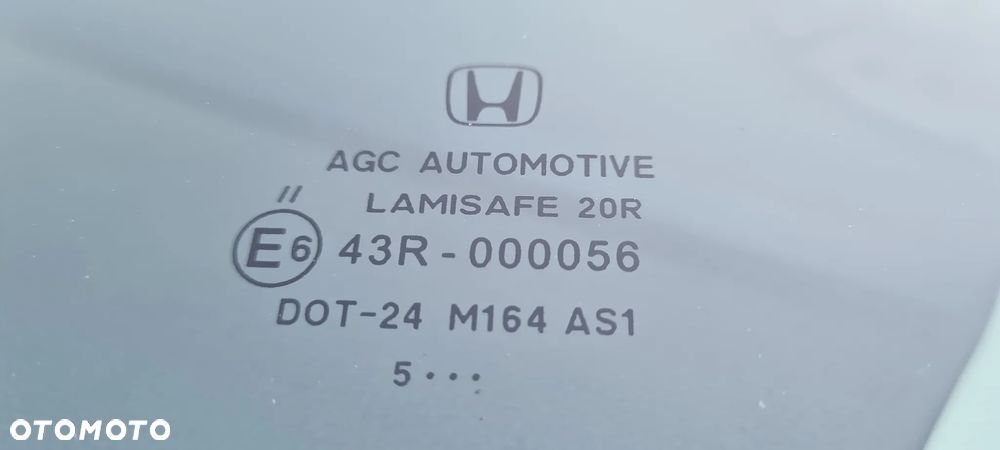 AGC AUTOMOTIVE
//
LAMISAFE 20R
E6 43R-000056
DOT-24 M164 AS1
5 ...
OTOMOTO